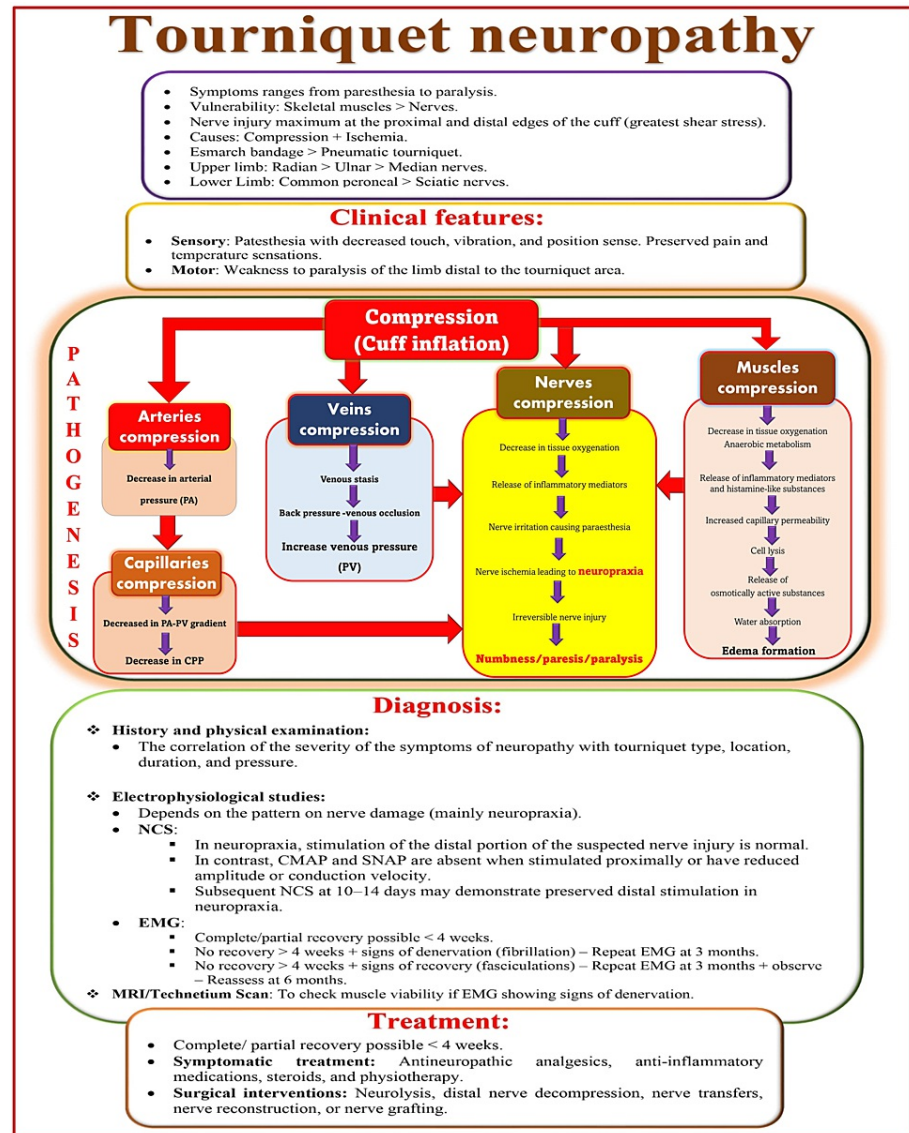 Tourniquet neuropathy
• Symptoms ranges from paresthesia to paralysis.
• Vulnerability: Skeletal muscles > Nerves.
• Nerve injury maximum at the proximal and distal edges of the cuff (greatest shear stress).
• Causes: Compression + Ischemia.
• Esmarch bandage > Pneumatic tourniquet.
• Upper limb: Radian > Ulnar > Median nerves.
• Lower Limb: Common peroneal > Sciatic nerves.
Clinical features:
• Sensory: Patesthesia with decreased touch, vibration, and position sense. Preserved pain and
temperature sensations.
• Motor: Weakness to paralysis of the limb distal to the tourniquet area.
PATHOGENESIS
Compression
(Cuff inflation)
Arteries
compression
Decrease in arterial
pressure (PA)
Capillaries
compression
Decreased in PA-PV gradient
Decrease in CPP
Veins
compression
Venous stasis
Back pressure -venous occlusion
Increase venous pressure
(PV)
Nerves
compression
Decrease in tissue oxygenation
Release of inflammatory mediators
Nerve irritation causing paraesthesia
Nerve ischemia leading to neuropraxia
Irreversible nerve injury
Numbness/paresis/paralysis
Muscles
compression
Decrease in tissue oxygenation
Anaerobic metabolism
Release of inflammatory mediators
and histamine-like substances
Increased capillary permeability
Cell lysis
Release of
osmotically active substances
Water absorption
Edema formation
Diagnosis:
❖ History and physical examination:
• The correlation of the severity of the symptoms of neuropathy with tourniquet type, location,
duration, and pressure.
❖ Electrophysiological studies:
• Depends on the pattern on nerve damage (mainly neuropraxia).
• NCS:
▪ In neuropraxia, stimulation of the distal portion of the suspected nerve injury is normal.
▪ In contrast, CMAP and SNAP are absent when stimulated proximally or have reduced
amplitude or conduction velocity.
▪ Subsequent NCS at 10–14 days may demonstrate preserved distal stimulation in
neuropraxia.
• EMG:
▪ Complete/partial recovery possible < 4 weeks.
▪ No recovery > 4 weeks + signs of denervation (fibrillation) – Repeat EMG at 3 months.
▪ No recovery > 4 weeks + signs of recovery (fasciculations) – Repeat EMG at 3 months + observe
– Reassess at 6 months.
❖ MRI/Technetium Scan: To check muscle viability if EMG showing signs of denervation.
Treatment:
• Complete/ partial recovery possible < 4 weeks.
• Symptomatic treatment: Antineuropathic analgesics, anti-inflammatory
medications, steroids, and physiotherapy.
• Surgical interventions: Neurolysis, distal nerve decompression, nerve transfers,
nerve reconstruction, or nerve grafting.